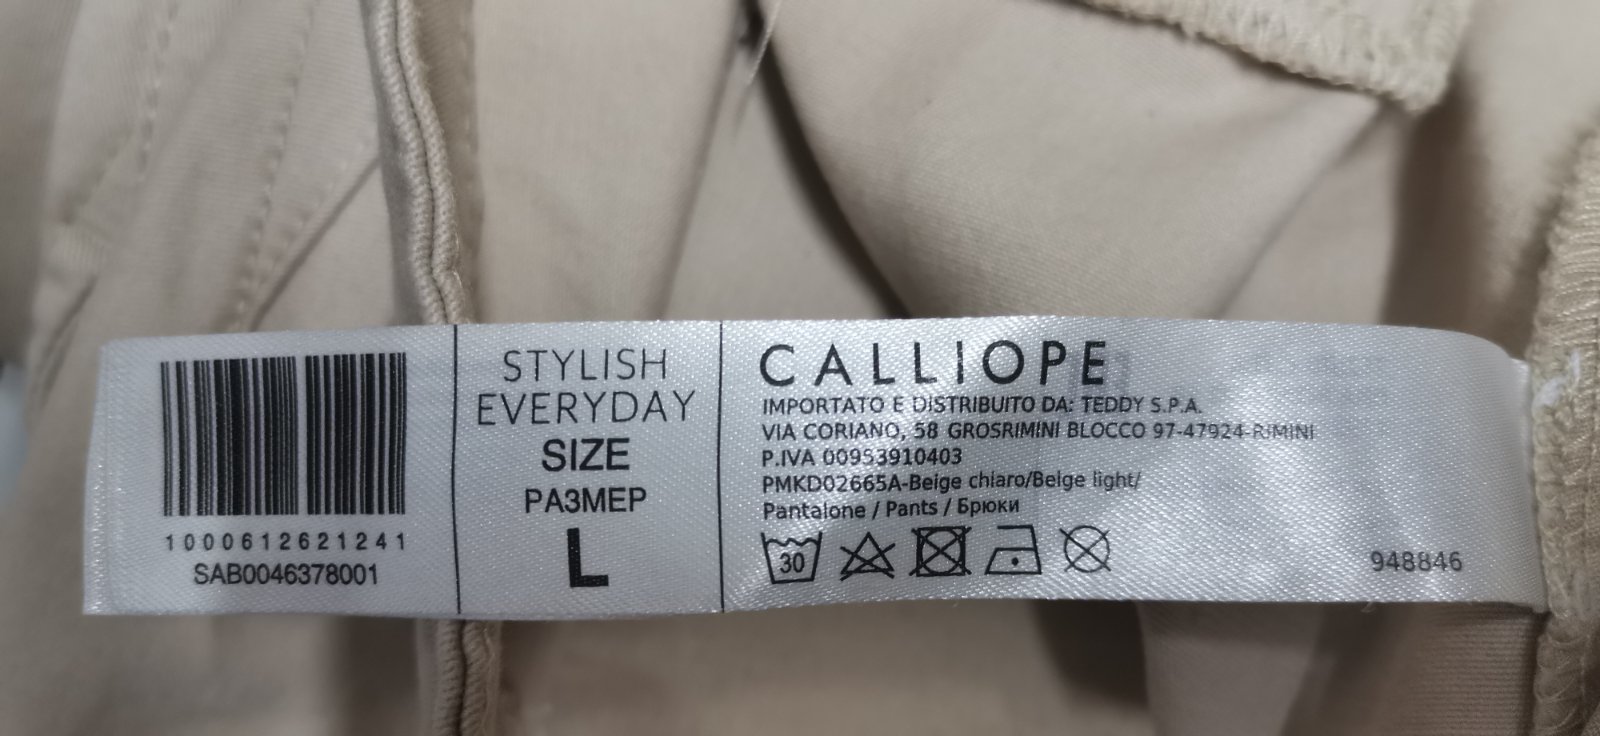 1000612621241
SAB0046378001
STYLISH
EVERYDAY
SIZE
РАЗМЕР
L
CALLIOPE
IMPORTATO E DISTRIBUITO DA: TEDDY S.P.A.
VIA CORIANO, 58 GROSRIMINI BLOCCO 97-47924-RIMINI
P.IVA 00953910403
PMKD02665A-Beige chiaro/Beige light/
Pantalone / Pants / Брюки
30
948846